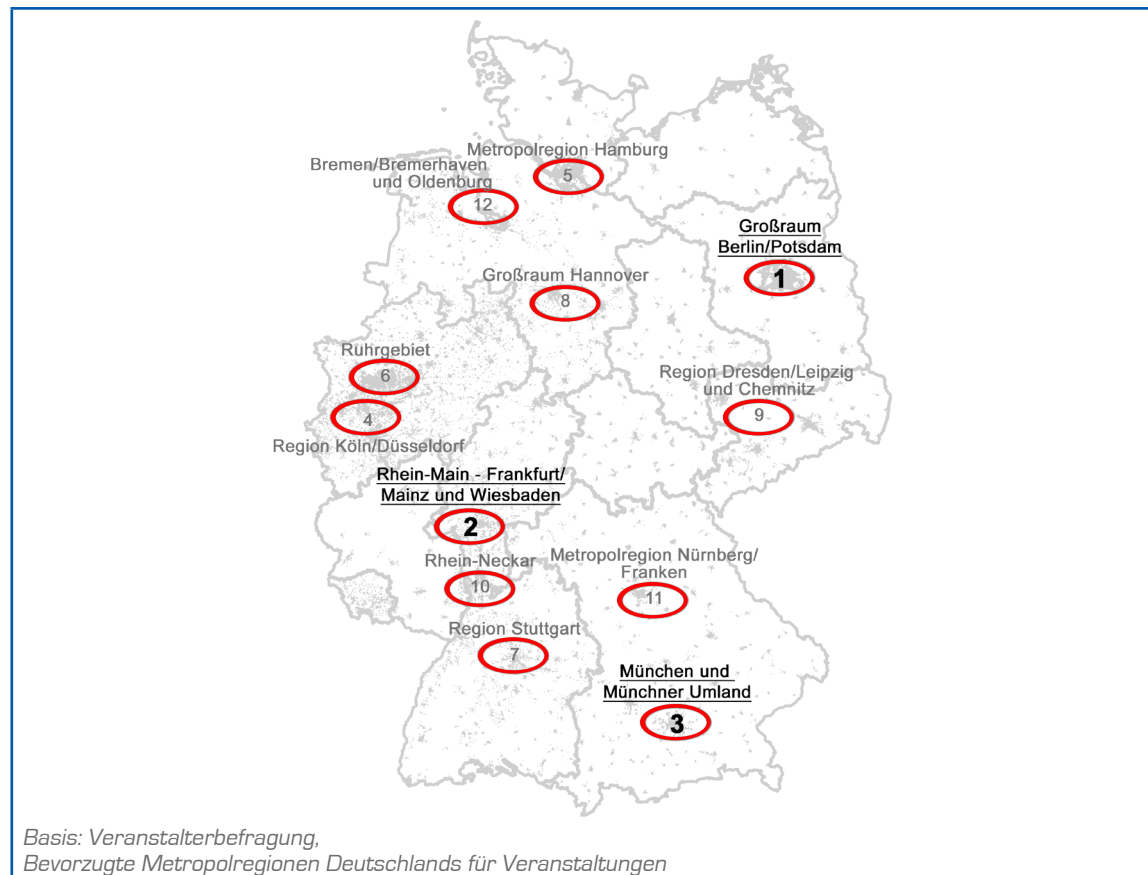 Metropolregion Hamburg
5
Bremen/Bremerhaven
und Oldenburg
12
Großraum
Berlin/Potsdam
1
Großraum Hannover
8
Ruhrgebiet
6
Region Dresden/Leipzig
und Chemnitz
9
4
Region Köln/Düsseldorf
Rhein-Main - Frankfurt/
Mainz und Wiesbaden
2
Rhein-Neckar
10
Metropolregion Nürnberg/
Franken
11
Region Stuttgart
7
München und
Münchner Umland
3
Basis: Veranstalterbefragung,
Bevorzugte Metropolregionen Deutschlands für Veranstaltungen